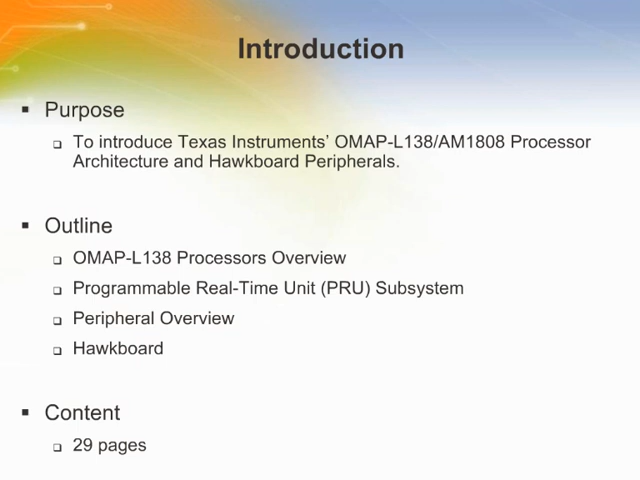 Introduction
Purpose
To introduce Texas Instruments’ OMAP-L138/AM1808 Processor
Architecture and Hawkboard Peripherals.
Outline
OMAP-L138 Processors Overview
Programmable Real-Time Unit (PRU) Subsystem
Peripheral Overview
Hawkboard
Content
29 pages